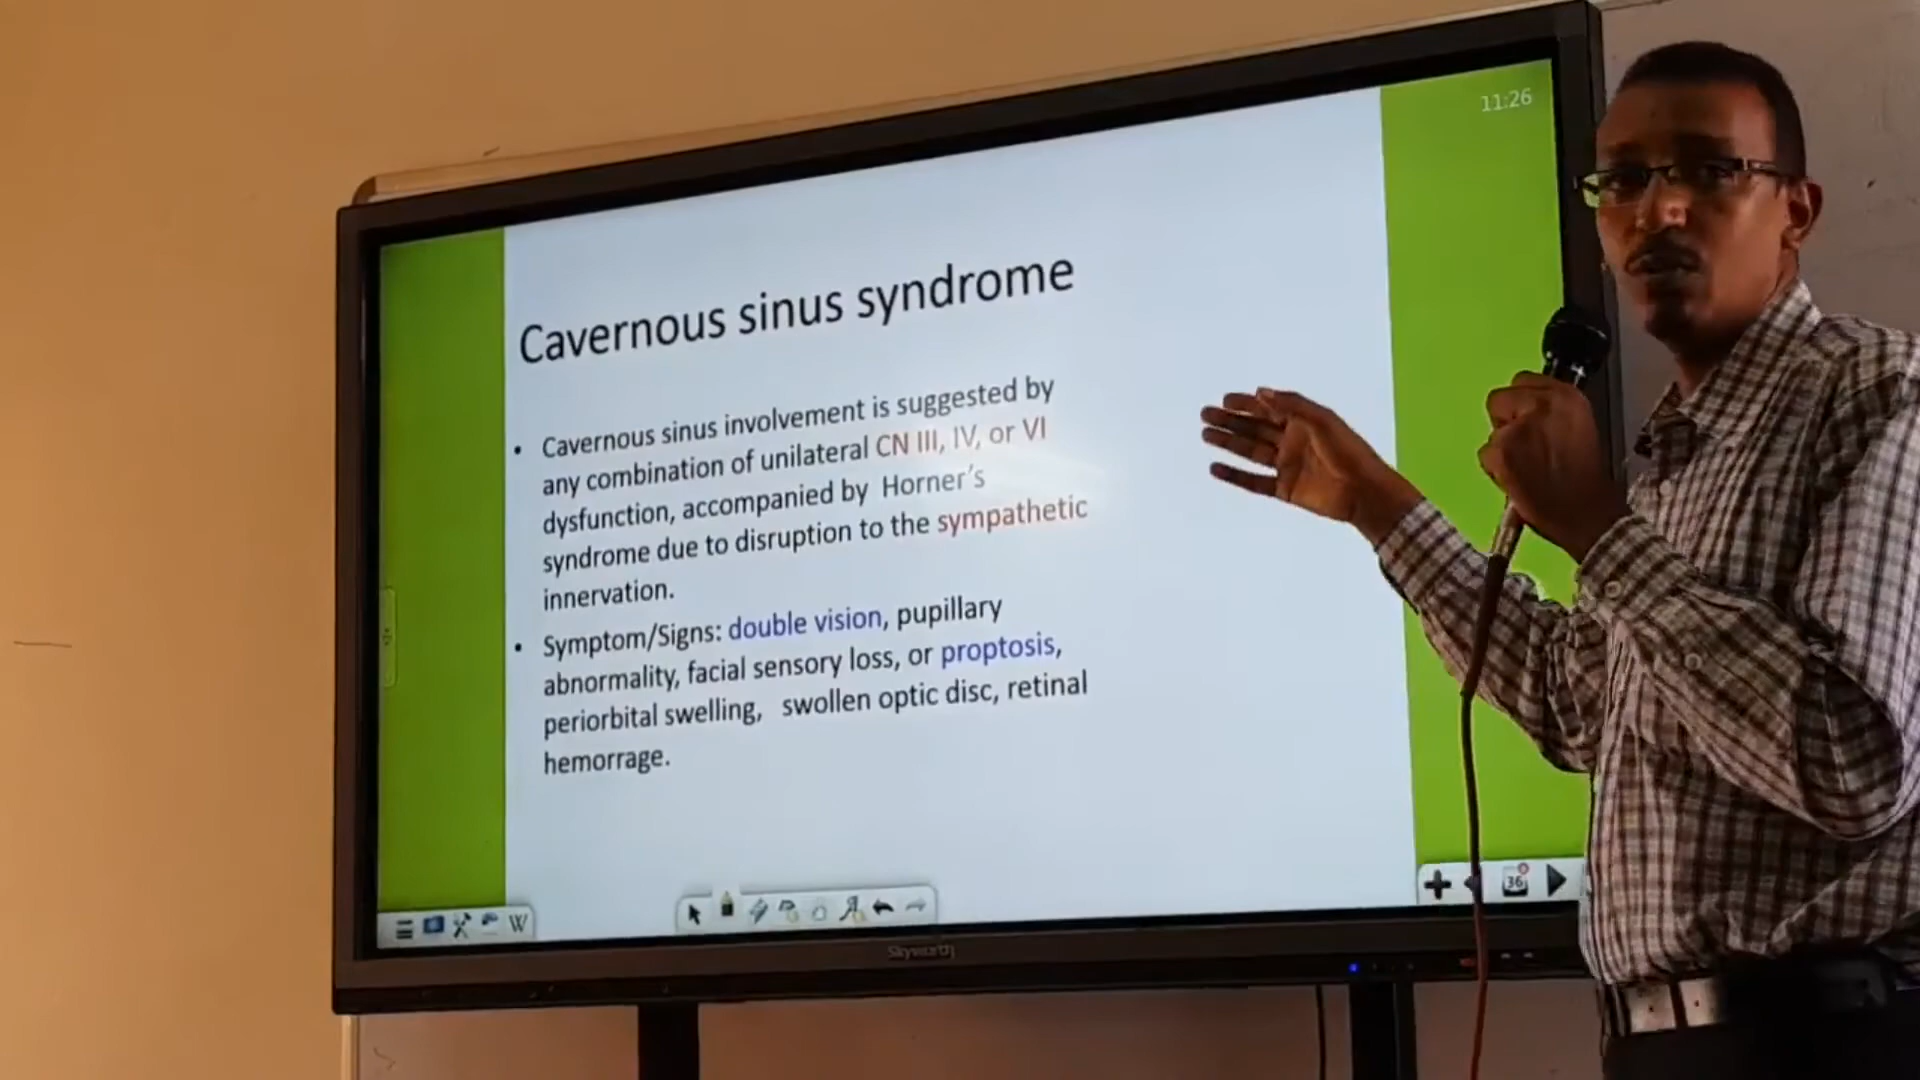 11:26
Cavernous sinus syndrome
• Cavernous sinus involvement is suggested by
any combination of unilateral CN III, IV, or VI
dysfunction, accompanied by Horner's
syndrome due to disruption to the sympathetic
innervation.
• Symptom/Signs: double vision, pupillary
abnormality, facial sensory loss, or proptosis,
periorbital swelling, swollen optic disc, retinal
hemorrage.
W
36
Skyworth